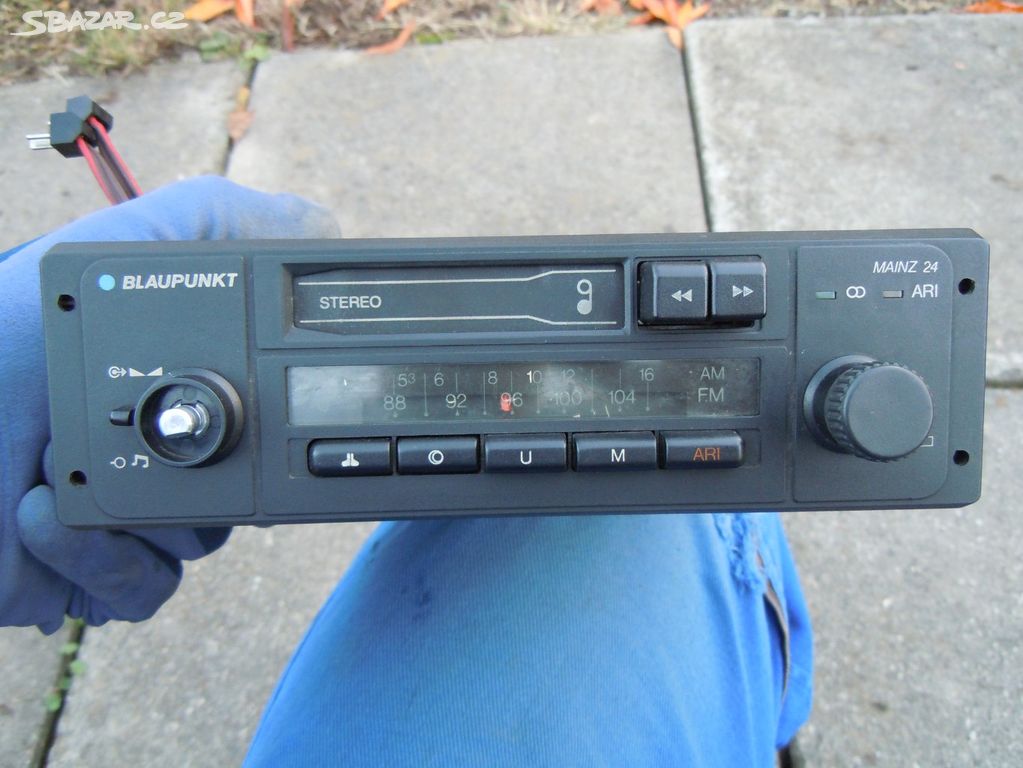 SBAZAR.CZ
BLAUPUNKT
STEREO
MAINZ 24
ARI
53 6 8 10 12 16 AM
88 92 96 100 104 FM
U M ARI